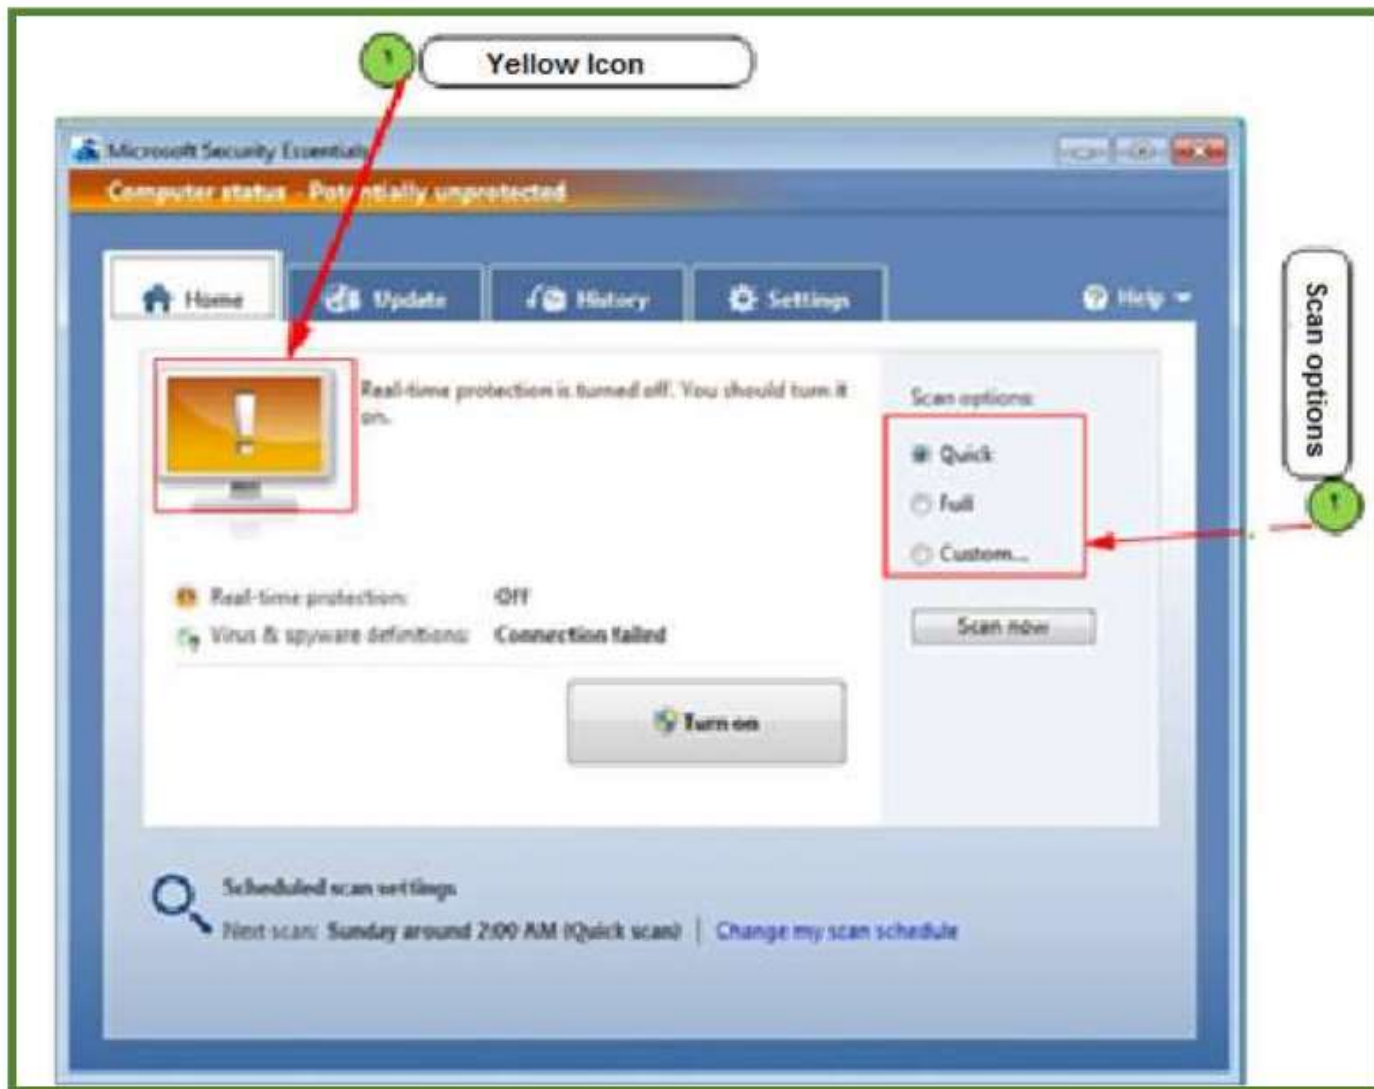 ١ Yellow Icon
Microsoft Security Essentials
Computer status - Potentially unprotected
Home Update History Settings Help
Real-time protection is turned off. You should turn it
on.
Scan options:
Quick
Full
Custom...
Scan now
Real-time protection: Off
Virus & spyware definitions: Connection failed
Turn on
Scheduled scan settings
Next scan: Sunday around 2:00 AM (Quick scan) | Change my scan schedule
Scan options